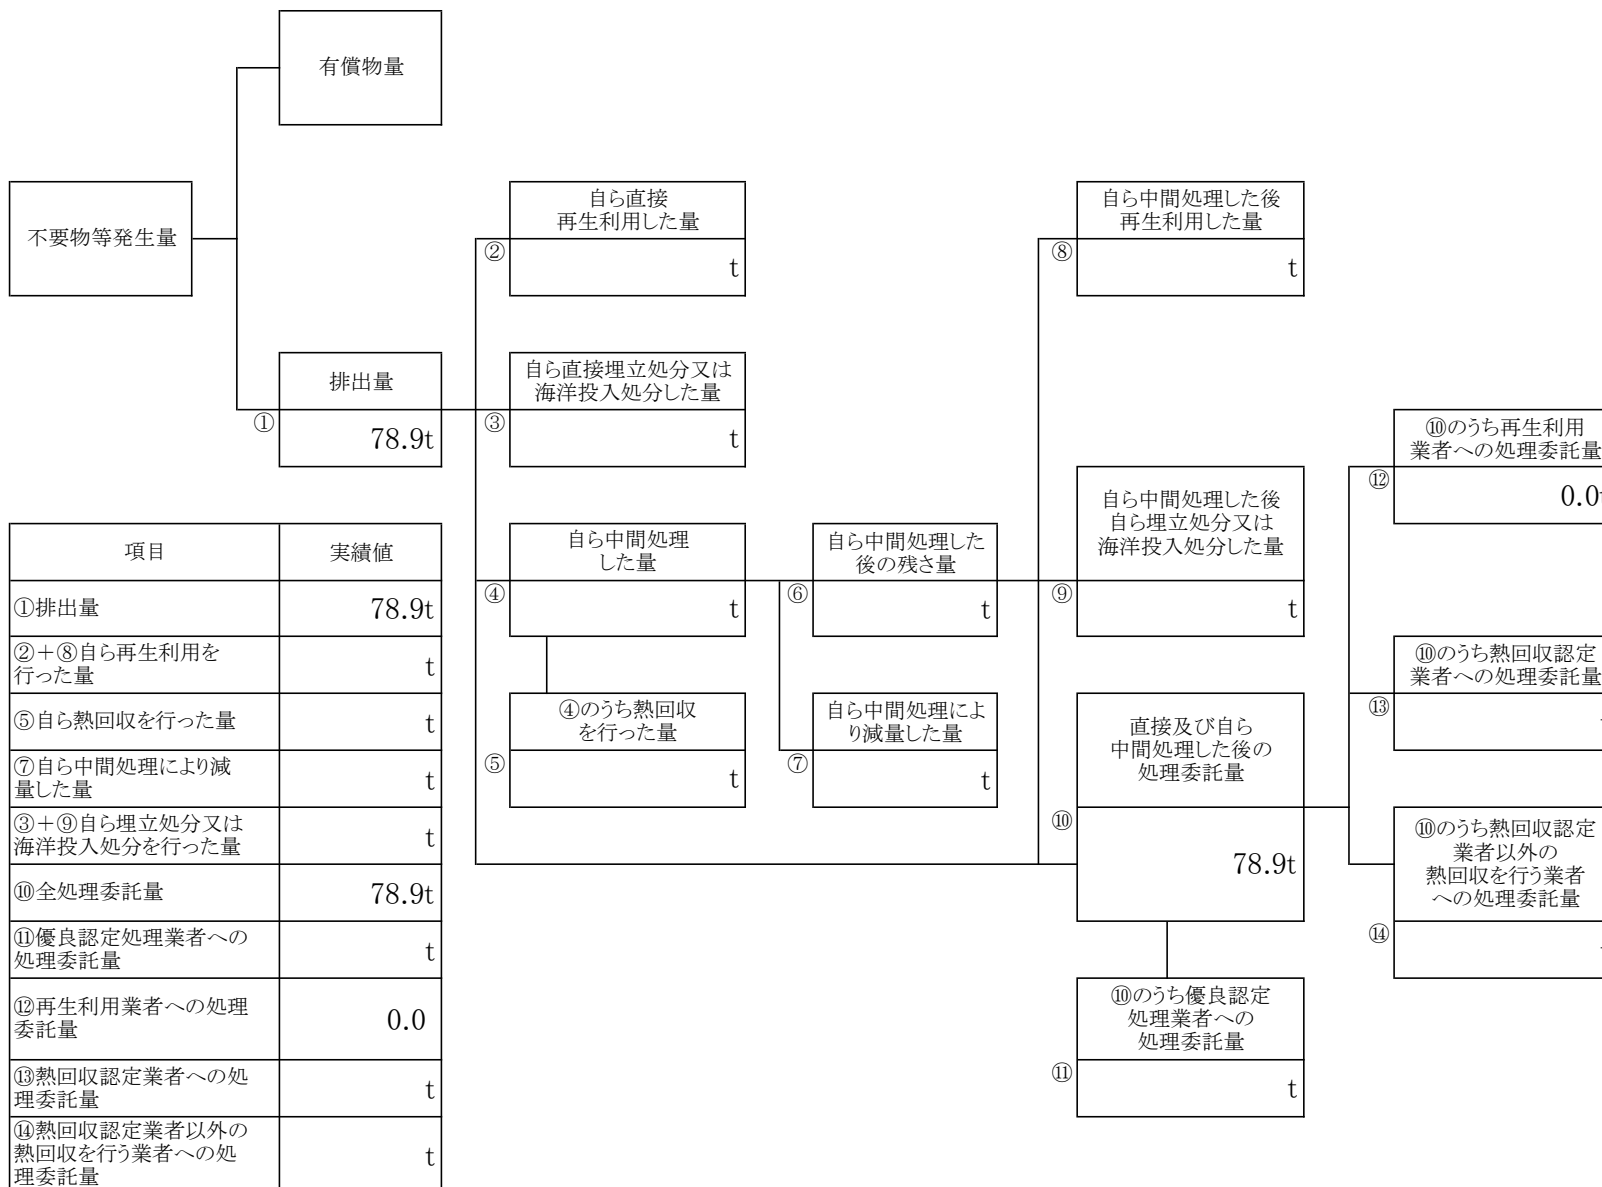 有償物量
不要物等発生量
自ら直接
再生利用した量
②
t
自ら中間処理した後
再生利用した量
⑧
t
排出量
①
78.9t
自ら直接埋立処分又は
海洋投入処分した量
③
t
⑩のうち再生利用
業者への処理委託量
⑫
0.0t
自ら中間処理
した量
④
t
自ら中間処理した
後の残さ量
⑥
t
自ら中間処理した後
自ら埋立処分又は
海洋投入処分した量
⑨
t
④のうち熱回収
を行った量
⑤
t
自ら中間処理によ
り減量した量
⑦
t
直接及び自ら
中間処理した後の
処理委託量
⑩
78.9t
⑩のうち熱回収認定
業者への処理委託量
⑬
⑩のうち熱回収認定
業者以外の
熱回収を行う業者
への処理委託量
⑭
⑩のうち優良認定
処理業者への
処理委託量
⑪
t
項目 実績値
①排出量 78.9t
②+⑧自ら再生利用を
行った量 t
⑤自ら熱回収を行った量 t
⑦自ら中間処理により減
量した量 t
③+⑨自ら埋立処分又は
海洋投入処分を行った量 t
⑩全処理委託量 78.9t
⑪優良認定処理業者への
処理委託量 t
⑫再生利用業者への処理
委託量 0.0
⑬熱回収認定業者への処
理委託量 t
⑭熱回収認定業者以外の
熱回収を行う業者への処
理委託量 t